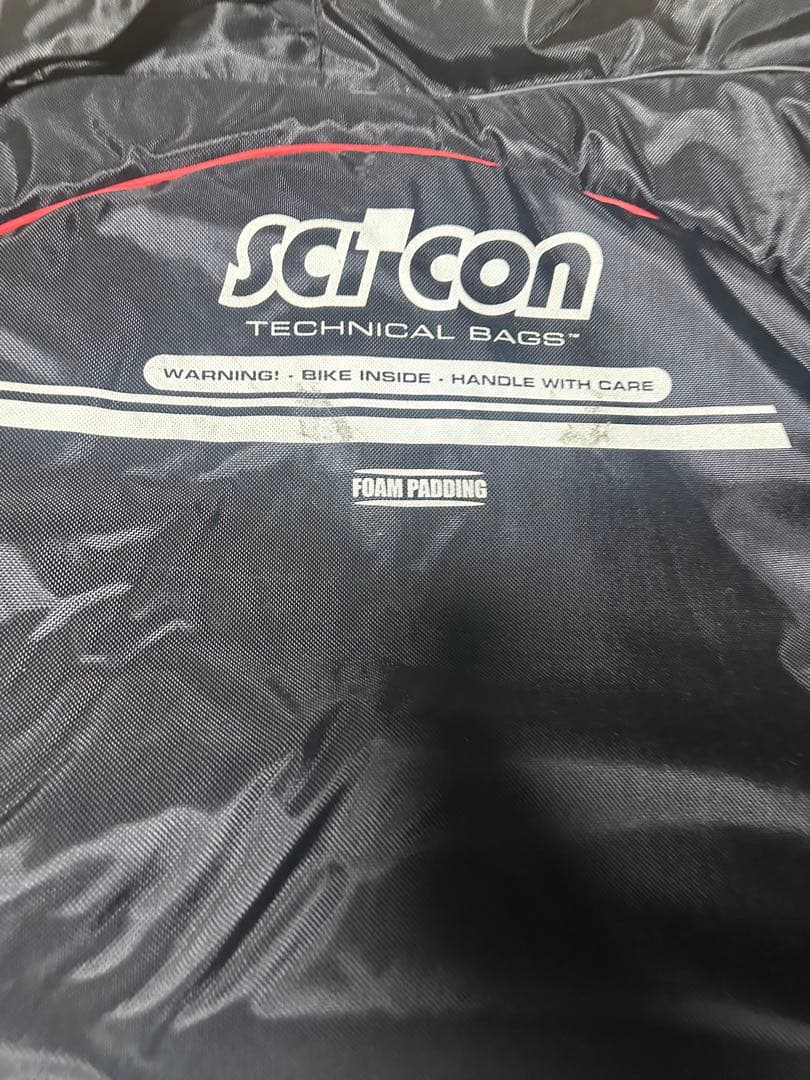 SCI'CON
TECHNICAL BAGS™
WARNING! - BIKE INSIDE - HANDLE WITH CARE
FOAM PADDING